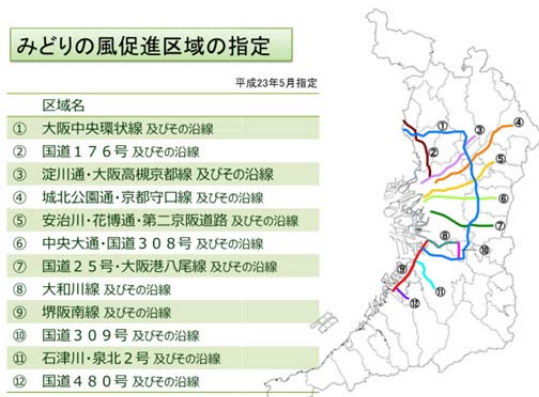 みどりの風促進区域の指定
平成23年5月指定
区域名
① 大阪中央環状線 及びその沿線
② 国道１７６号 及びその沿線
③ 淀川通・大阪高槻京都線 及びその沿線
④ 城北公園通・京都守口線 及びその沿線
⑤ 安治川・花博通・第二京阪道路 及びその沿線
⑥ 中央大通・国道３０８号 及びその沿線
⑦ 国道２５号・大阪港八尾線 及びその沿線
⑧ 大和川線 及びその沿線
⑨ 堺阪南線 及びその沿線
⑩ 国道３０９号 及びその沿線
⑪ 石津川・泉北２号 及びその沿線
⑫ 国道４８０号 及びその沿線
①
②
③
④
⑤
⑥
⑦
⑧
⑨
⑩
⑪
⑫